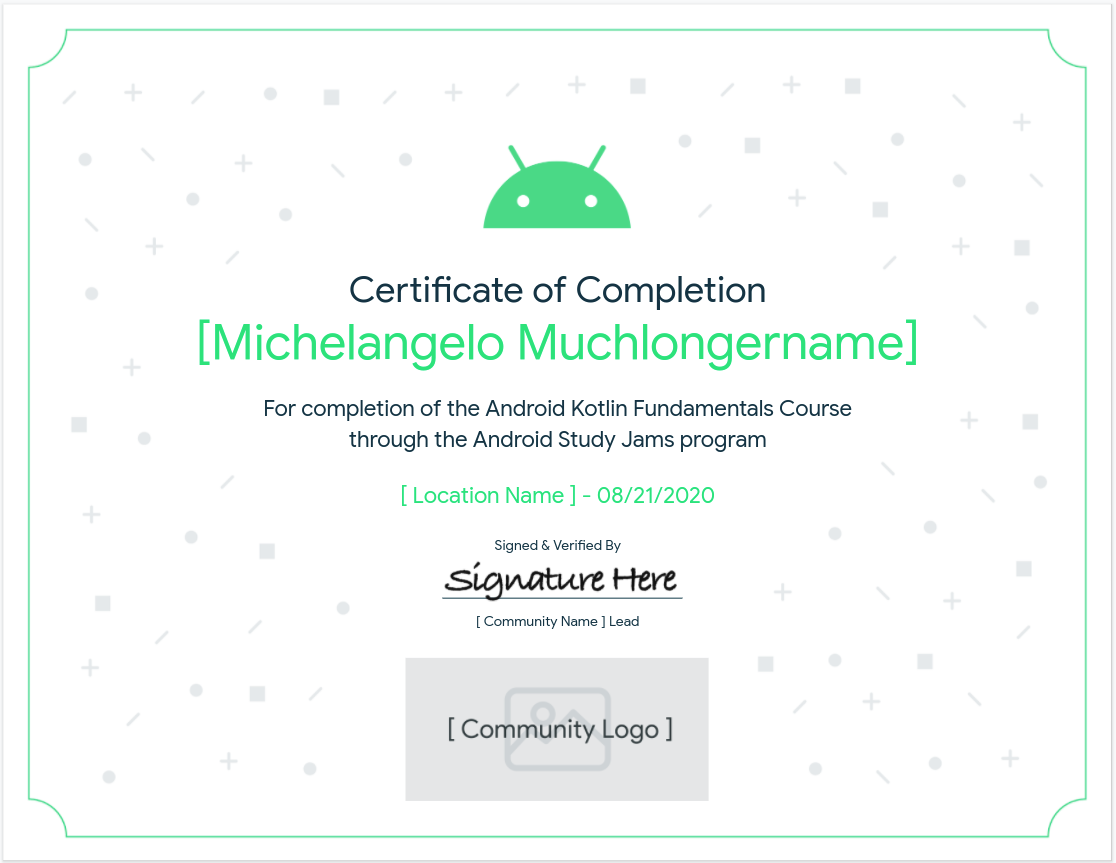 Certificate of Completion
[Michelangelo Muchlongername]
For completion of the Android Kotlin Fundamentals Course
through the Android Study Jams program
[ Location Name ] - 08/21/2020
Signed & Verified By
Signature Here
[ Community Name ] Lead
[ Community Logo ]